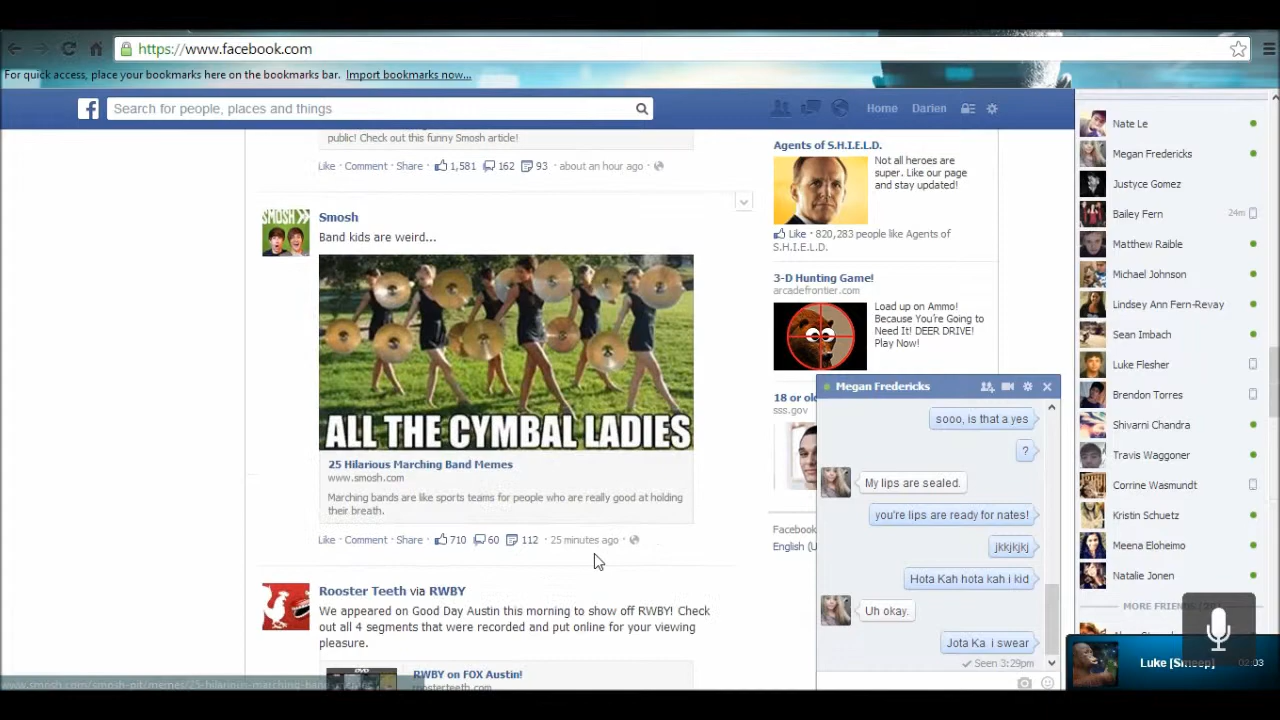 https://www.facebook.com
For quick access, place your bookmarks here on the bookmarks bar. Import bookmarks now...
Search for people, places and things
Home Darien
public! Check out this funny Smosh article!
Like · Comment · Share · 1,581 162 93 · about an hour ago ·
SMOSH
Smosh
Band kids are weird...
ALL THE CYMBAL LADIES
25 Hilarious Marching Band Memes
www.smosh.com
Marching bands are like sports teams for people who are really good at holding
their breath.
Like · Comment · Share · 710 60 112 · 25 minutes ago ·
Rooster Teeth via RWBY
We appeared on Good Day Austin this morning to show off RWBY! Check
out all 4 segments that were recorded and put online for your viewing
pleasure.
RWBY on FOX Austin!
roosterteeth.com
Agents of S.H.I.E.L.D.
Not all heroes are
super. Like our page
and stay updated!
Like · 820,283 people like Agents of
S.H.I.E.L.D.
3-D Hunting Game!
arcadefrontier.com
Load up on Ammo!
Because You're Going to
Need It! DEER DRIVE!
Play Now!
18 or ol
sss.gov
Facebook
English (U
Megan Fredericks
sooo, is that a yes
?
My lips are sealed.
you're lips are ready for nates!
jkkjkjkj
Hota Kah hota kah i kid
Uh okay.
Jota Ka i swear
Seen 3:29pm
Nate Le
Megan Fredericks
Justyce Gomez
Bailey Fern 24m
Matthew Raible
Michael Johnson
Lindsey Ann Fern-Revay
Sean Imbach
Luke Flesher
Brendon Torres
Shivarni Chandra
Travis Waggoner
Corrine Wasmundt
Kristin Schuetz
Meena Eloheimo
Natalie Jonen
MORE FRIENDS
Luke [Smeep] 02:03